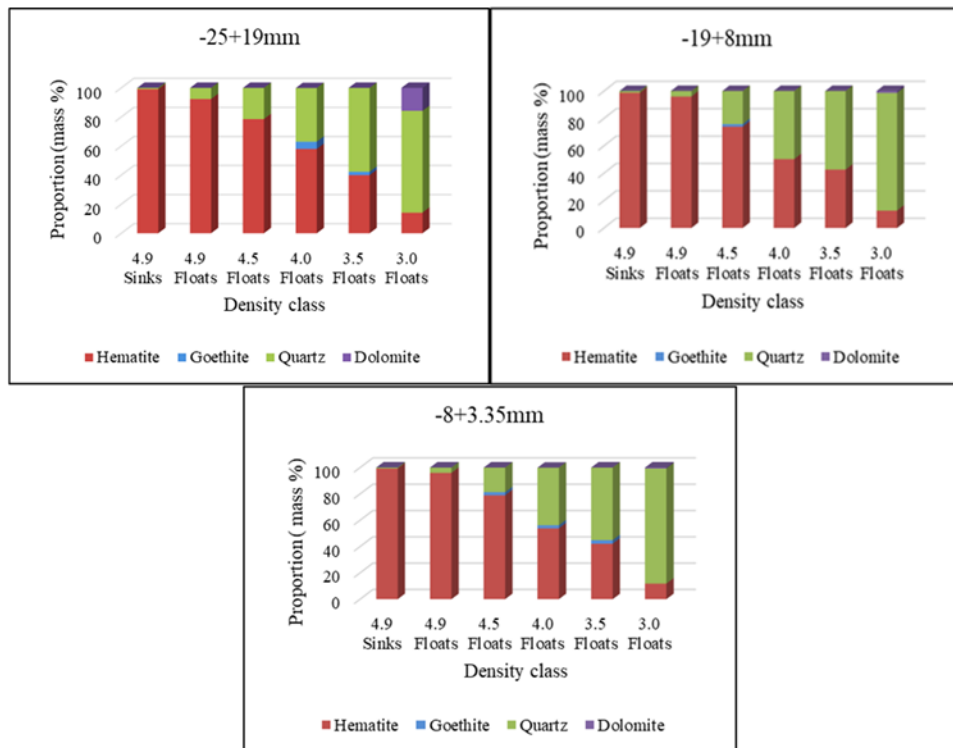 -25+19mm
Proportion (mass %)
100
80
60
40
20
0
4.9 4.9 4.5 4.0 3.5 3.0
Sinks Floats Floats Floats Floats Floats
Density class
Hematite Goethite Quartz Dolomite
-19+8mm
Proportion (mass %)
100
80
60
40
20
0
4.9 4.9 4.5 4.0 3.5 3.0
Sinks Floats Floats Floats Floats Floats
Density class
Hematite Goethite Quartz Dolomite
-8+3.35mm
Proportion ( mass %)
100
80
60
40
20
0
4.9 4.9 4.5 4.0 3.5 3.0
Sinks Floats Floats Floats Floats Floats
Density class
Hematite Goethite Quartz Dolomite